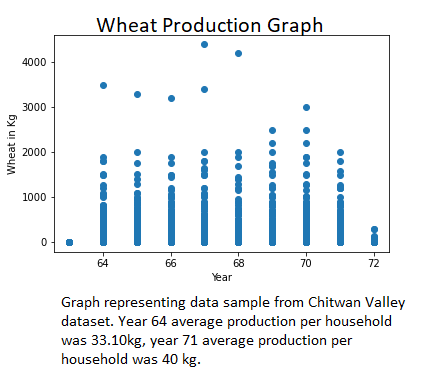 Wheat Production Graph
4000
3000
2000
1000
0
Wheat in Kg
64
66
68
70
72
Year
Graph representing data sample from Chitwan Valley
dataset. Year 64 average production per household
was 33.10kg, year 71 average production per
household was 40 kg.